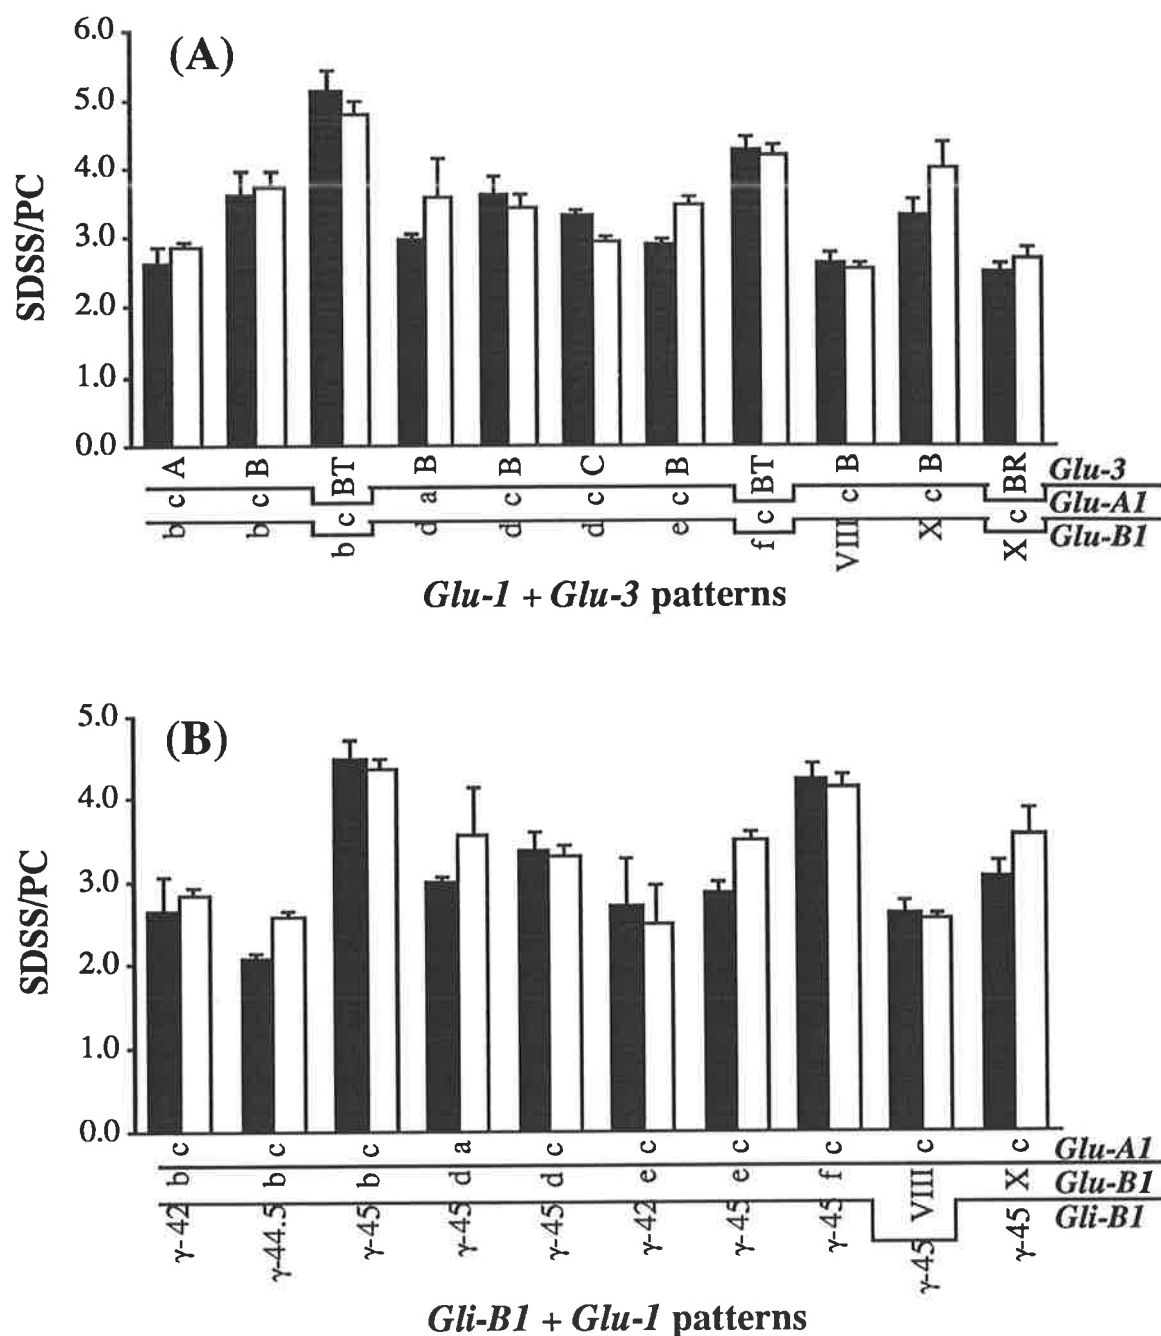 (A)
6.0
5.0
4.0
3.0
2.0
1.0
0.0
SDSS/PC
A B BT B B C B BT B B BR Glu-3
c c c a c c c c c c c Glu-A1
b b b d d d e f VIII X X Glu-B1
Glu-1 + Glu-3 patterns
(B)
5.0
4.0
3.0
2.0
1.0
0.0
SDSS/PC
c c c a c c c c c c Glu-A1
b b b d d e e f VIII X Glu-B1
γ-42 γ-44.5 γ-45 γ-45 γ-45 γ-42 γ-45 γ-45 γ-45 γ-45 Gli-B1
Gli-B1 + Glu-1 patterns